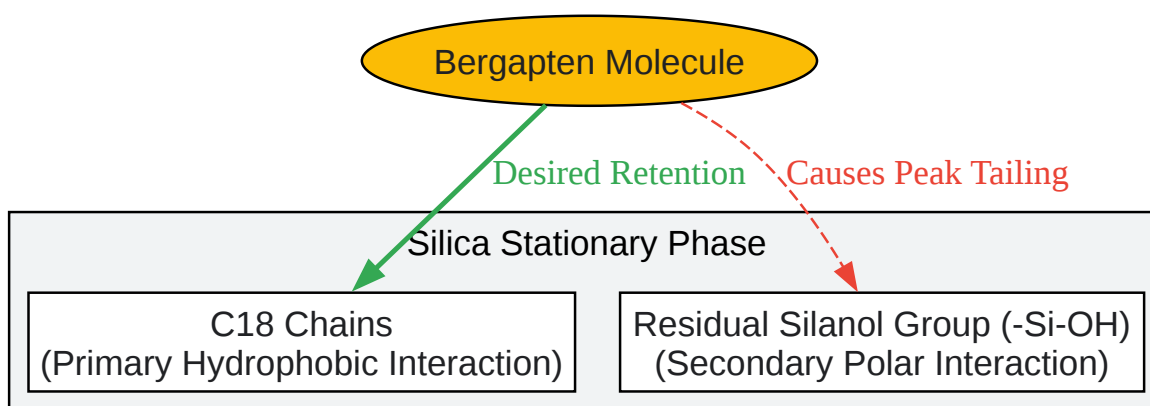 Bergapten Molecule
Desired Retention
Causes Peak Tailing
Silica Stationary Phase
C18 Chains
(Primary Hydrophobic Interaction)
Residual Silanol Group (-Si-OH)
(Secondary Polar Interaction)